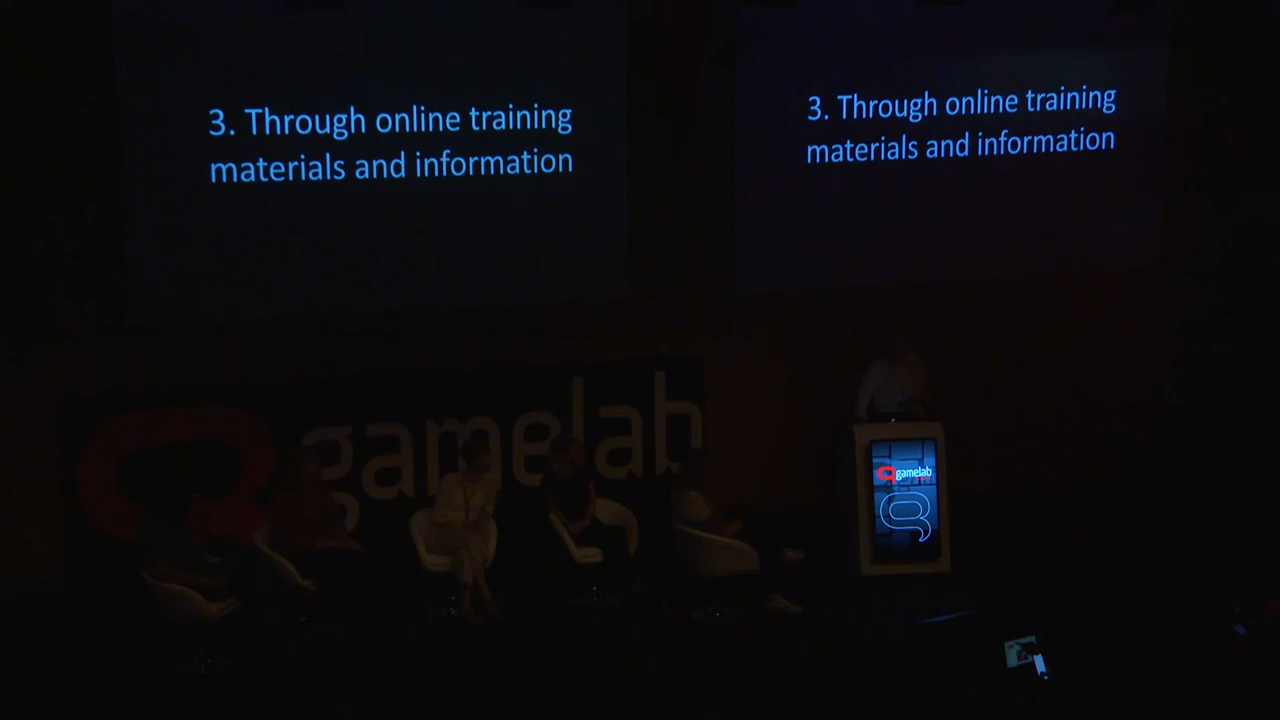 3. Through online training
materials and information
3. Through online training
materials and information
gamelab
gamelab